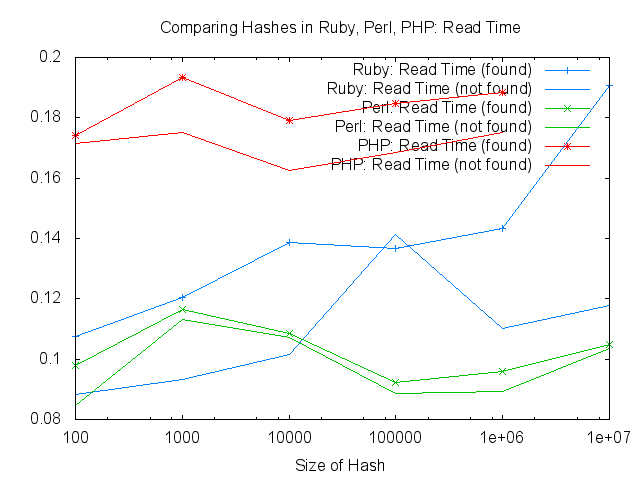 Comparing Hashes in Ruby, Perl, PHP: Read Time
0.2
0.18
0.16
0.14
0.12
0.1
0.08
Ruby: Read Time (found)
Ruby: Read Time (not found)
Perl: Read Time (found)
Perl: Read Time (not found)
PHP: Read Time (found)
PHP: Read Time (not found)
100 1000 10000 100000 1e+06 1e+07
Size of Hash